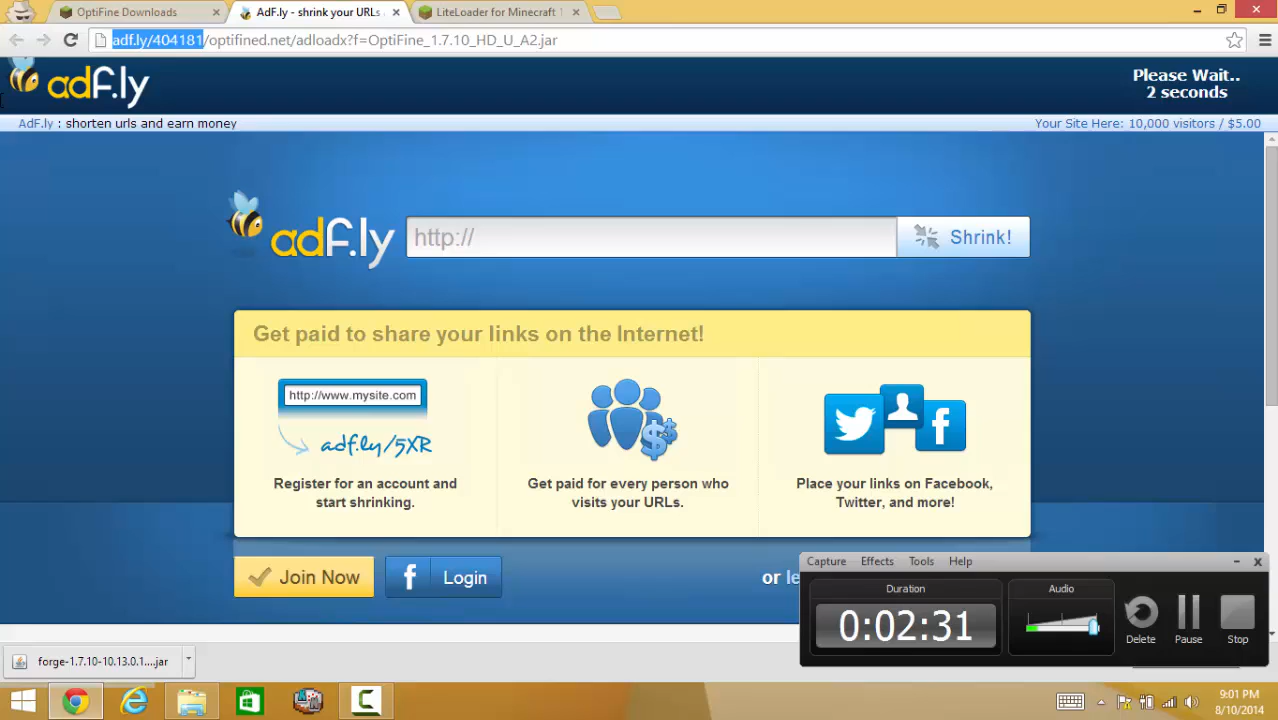 OptiFine Downloads
AdF.ly - shrink your URLs
LiteLoader for Minecraft 1
adf.ly/404181/optifined.net/adloadx?f=OptiFine_1.7.10_HD_U_A2.jar
adf.ly
Please Wait..
2 seconds
AdF.ly : shorten urls and earn money
Your Site Here: 10,000 visitors / $5.00
adf.ly
http://
Shrink!
Get paid to share your links on the Internet!
http://www.mysite.com
adf.ly/5XR
Register for an account and
start shrinking.
Get paid for every person who
visits your URLs.
Place your links on Facebook,
Twitter, and more!
Join Now
Login
or le
Capture Effects Tools Help
Duration
Audio
0:02:31
Delete
Pause
Stop
forge-1.7.10-10.13.0.1....jar
9:01 PM
8/10/2014